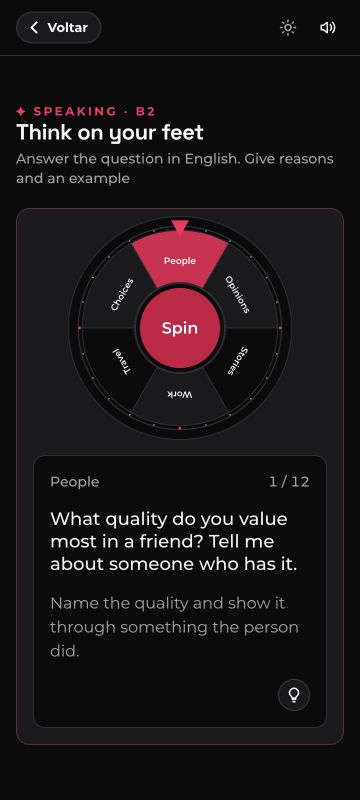 Voltar
SPEAKING · B2
Think on your feet
Answer the question in English. Give reasons
and an example
People
Opinions
Stories
Work
Travel
Choices
Spin
People
1 / 12
What quality do you value
most in a friend? Tell me
about someone who has it.
Name the quality and show it
through something the person
did.